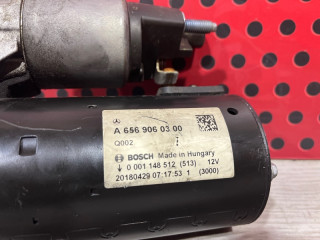 A 656 906 03 00
Q002
BOSCH Made in Hungary
0 001 148 512 (513) 12V
20180429 07 17 53 1 (3000)